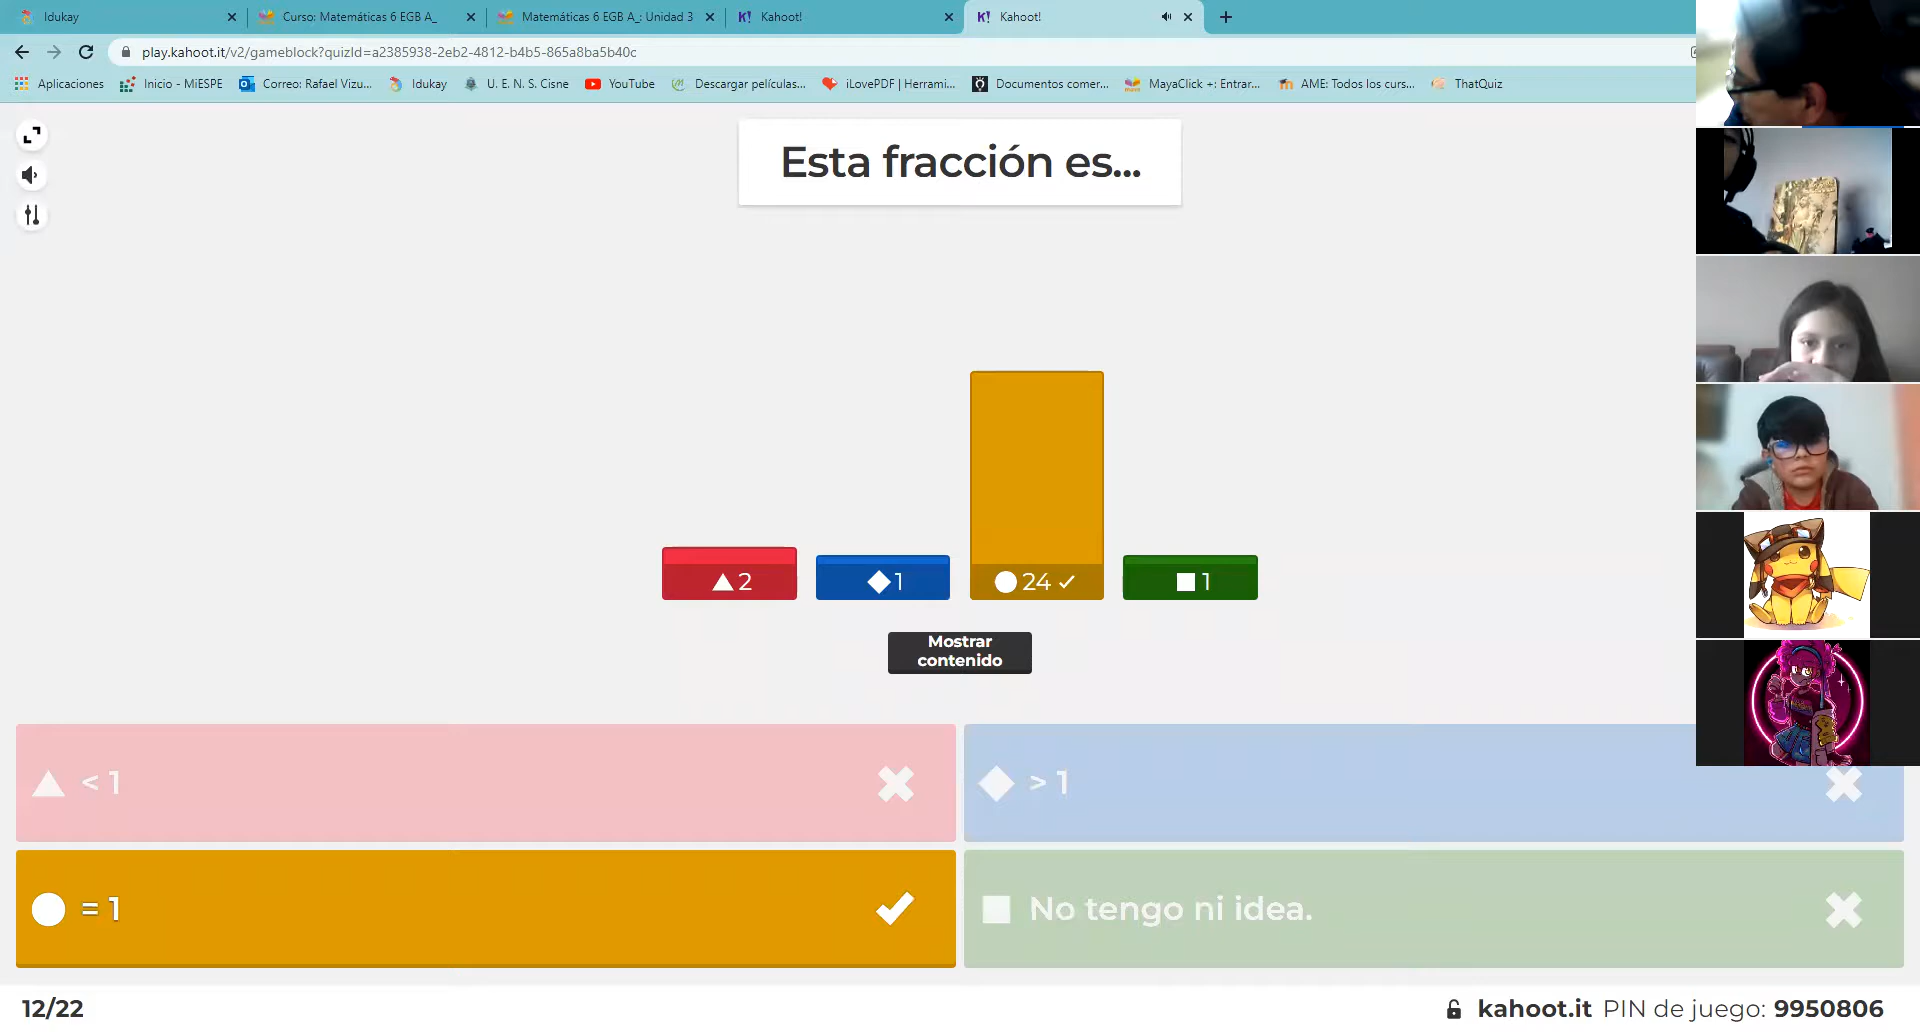 Idukay
Curso: Matemáticas 6 EGB A_
Matemáticas 6 EGB A_: Unidad 3
K! Kahoot!
K! Kahoot!
play.kahoot.it/v2/gameblock?quizId=a2385938-2eb2-4812-b4b5-865a8ba5b40c
Aplicaciones
Inicio - MiESPE
Correo: Rafael Vizu...
Idukay
U. E. N. S. Cisne
YouTube
Descargar películas...
iLovePDF | Herrami...
Documentos comer...
MayaClick +: Entrar...
AME: Todos los curs...
ThatQuiz
Esta fracción es...
2
1
24
1
Mostrar
contenido
< 1
> 1
= 1
No tengo ni idea.
12/22
kahoot.it PIN de juego: 9950806